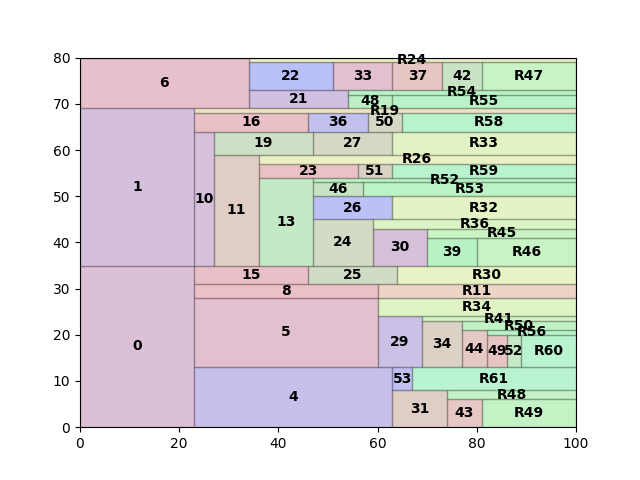 80 R24
6 22 33 37 42 R47
R54
70 21 48 R55
R19
16 36 50 R58
60 19 27 R33
R26
23 51 R59
R52
1 10 11 46 R53
50 13 26 R32
R36
40 24 30 R45
39 R46
30 15 25 R30
8 R11
R34
20 5 29 34 R41
R50
R56
0 44 49 52 R60
10 53 R61
4 R48
31 43 R49
0
0 20 40 60 80 100